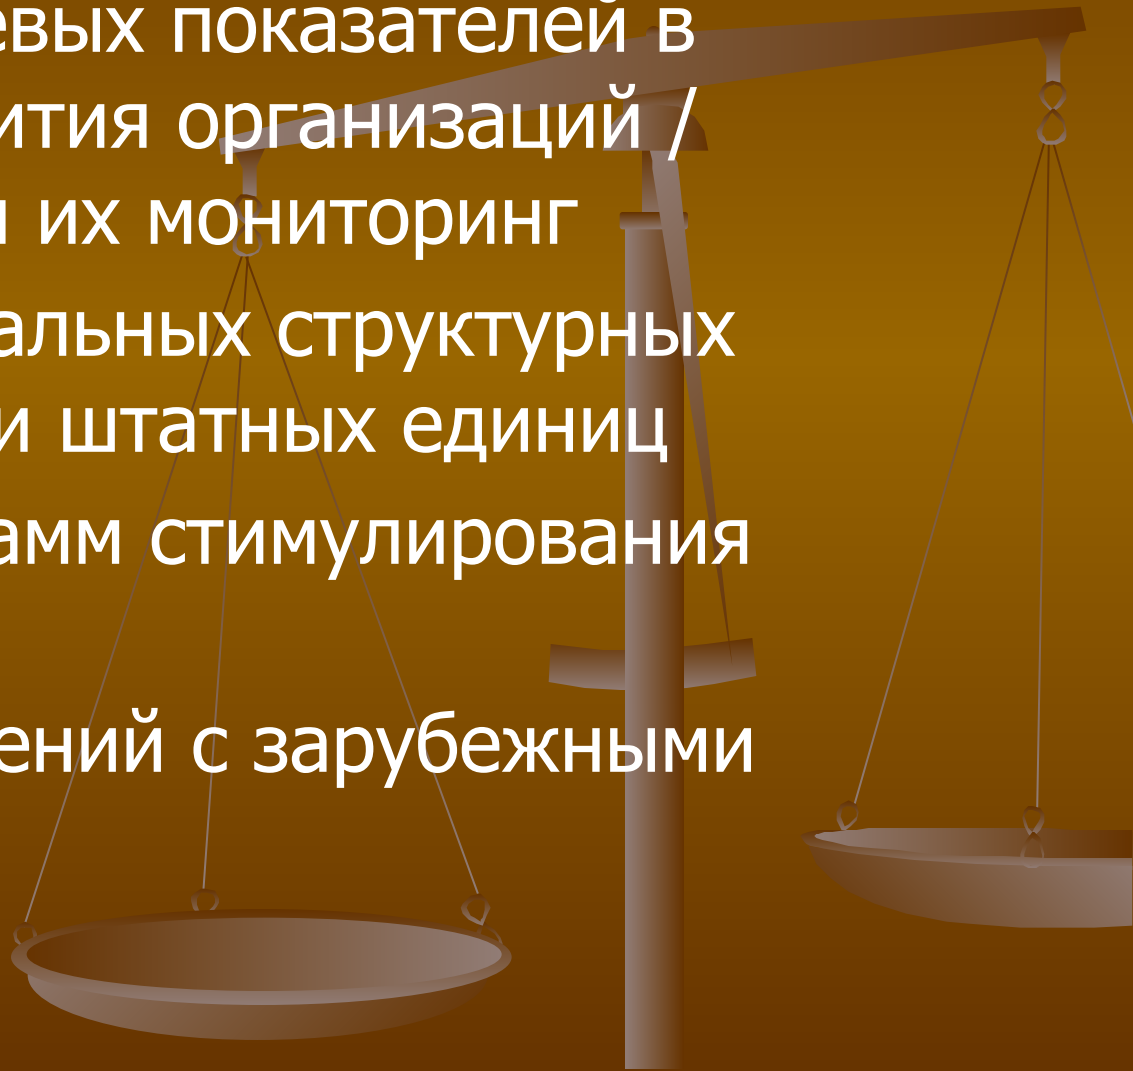 евых показателей в
ития организаций /
и их мониторинг
альных структурных
и штатных единиц
амм стимулирования
ений с зарубежными